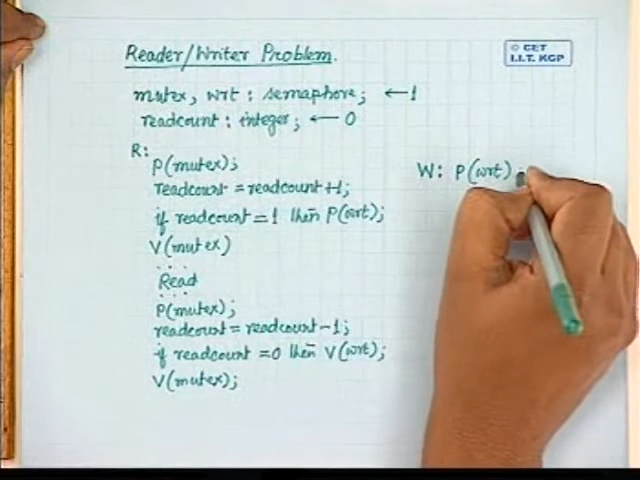 Reader/Writer Problem.
© CET
I.I.T. KGP
mutex, wrt : semaphore; ← 1
readcount : integer; ← 0
R:
P(mutex);
readcount = readcount+1;
if readcount = 1 then P(wrt);
V(mutex)
...
Read
...
P(mutex);
readcount = readcount -1;
if readcount = 0 then V(wrt);
V(mutex);
W: P(wrt);